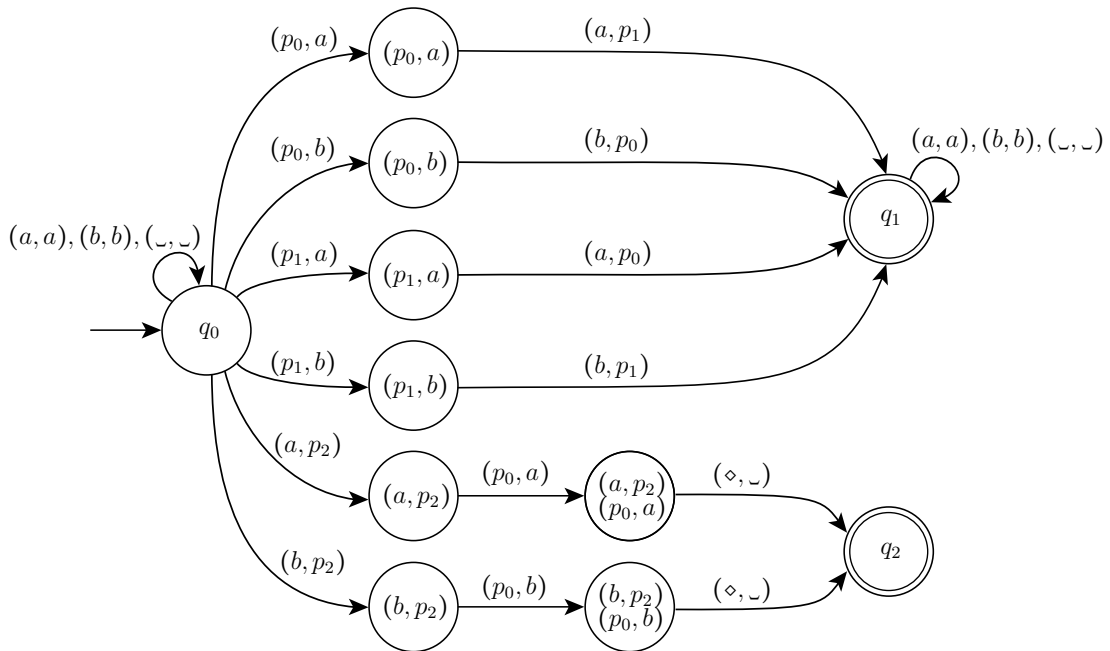 (p₀, a)
(p₀, a)
(a, p₁)
(p₀, b)
(p₀, b)
(b, p₀)
(a, a), (b, b), (⎵, ⎵)
q₁
(a, a), (b, b), (⎵, ⎵)
q₀
(p₁, a)
(p₁, a)
(a, p₀)
(p₁, b)
(p₁, b)
(b, p₁)
(a, p₂)
(a, p₂)
(p₀, a)
(a, p₂)
(p₀, a)
(⋄, ⎵)
q₂
(b, p₂)
(b, p₂)
(p₀, b)
(b, p₂)
(p₀, b)
(⋄, ⎵)